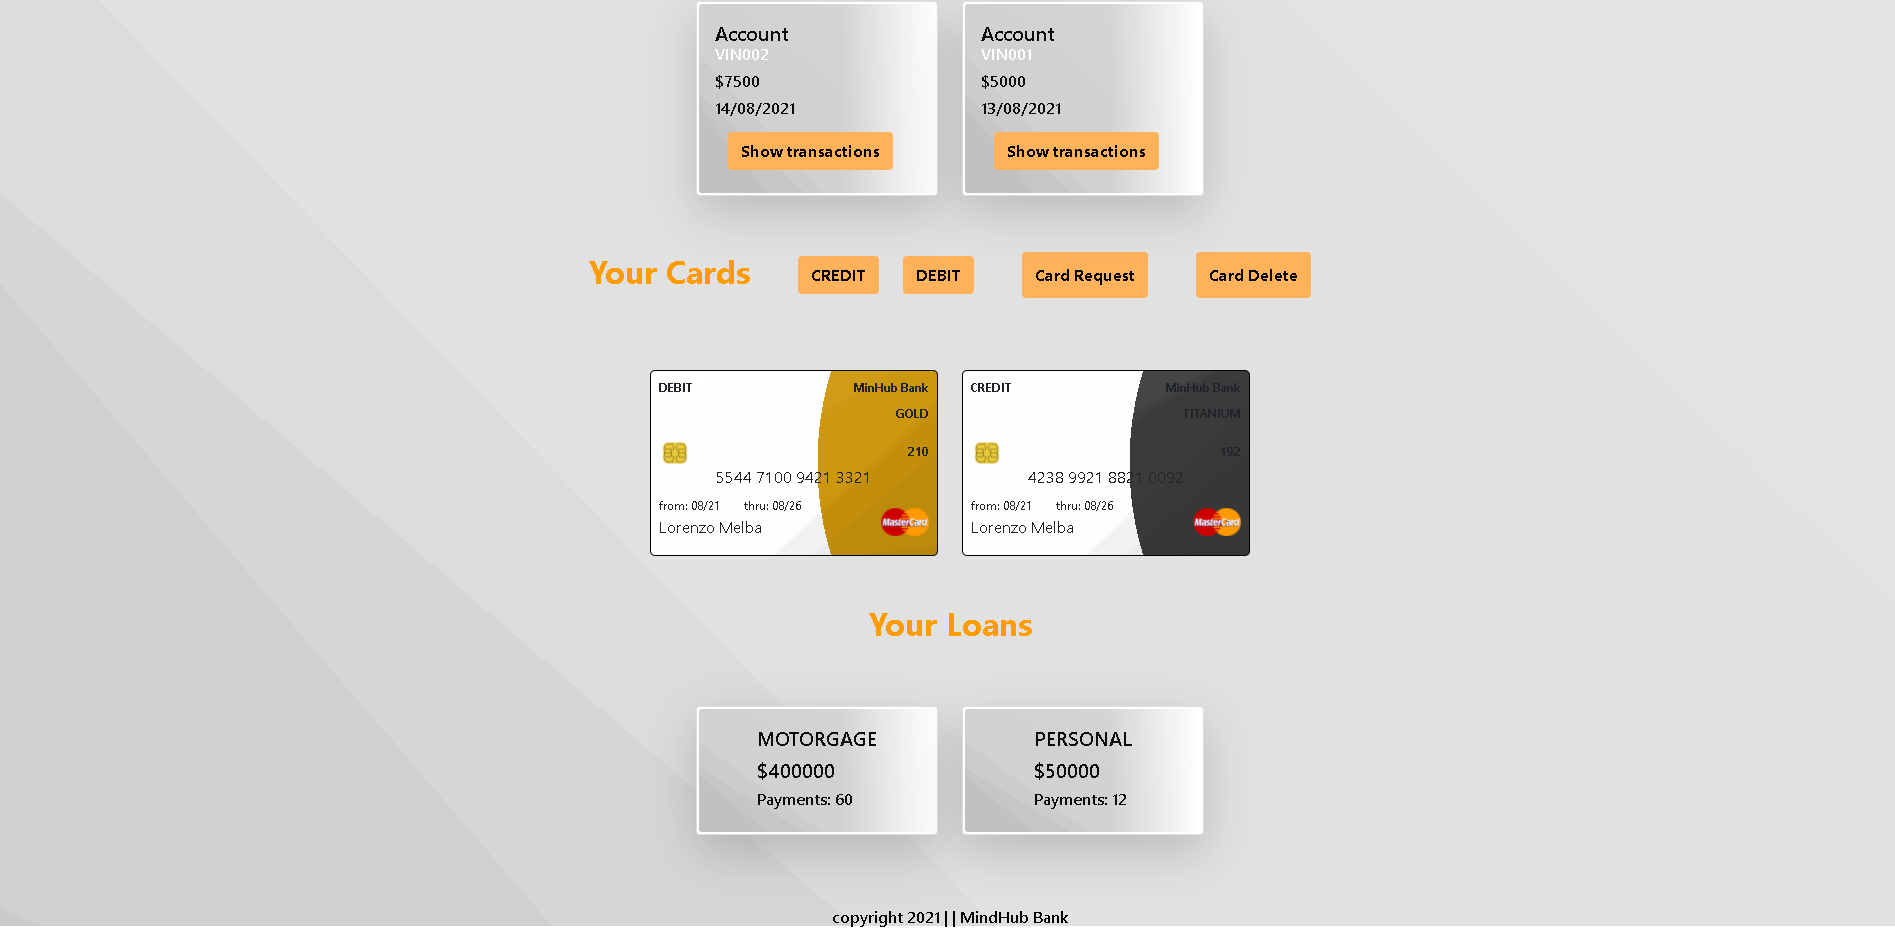 Account
VIN002
$7500
14/08/2021
Show transactions
Account
VIN001
$5000
13/08/2021
Show transactions
Your Cards
CREDIT
DEBIT
Card Request
Card Delete
DEBIT
MinHub Bank
GOLD
210
5544 7100 9421 3321
from: 08/21 thru: 08/26
Lorenzo Melba
MasterCard
CREDIT
MinHub Bank
TITANIUM
192
4238 9921 8821 0092
from: 08/21 thru: 08/26
Lorenzo Melba
MasterCard
Your Loans
MOTORGAGE
$400000
Payments: 60
PERSONAL
$50000
Payments: 12
copyright 2021|| MindHub Bank